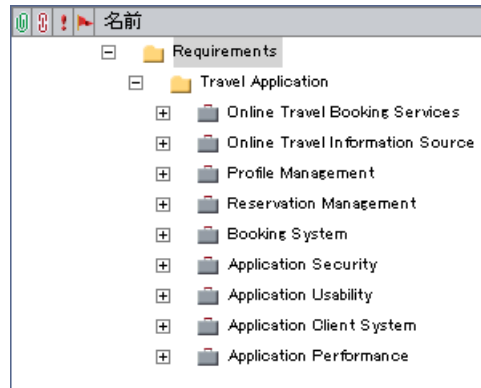 名前
Requirements
Travel Application
Online Travel Booking Services
Online Travel Information Source
Profile Management
Reservation Management
Booking System
Application Security
Application Usability
Application Client System
Application Performance